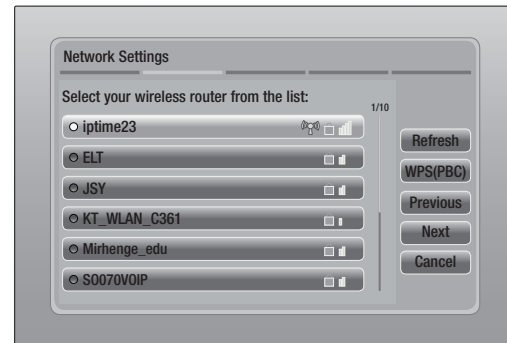 Network Settings
Select your wireless router from the list:
1/10
iptime23
ELT
JSY
KT_WLAN_C361
Mirhenge_edu
S0070VOIP
Refresh
WPS(PBC)
Previous
Next
Cancel